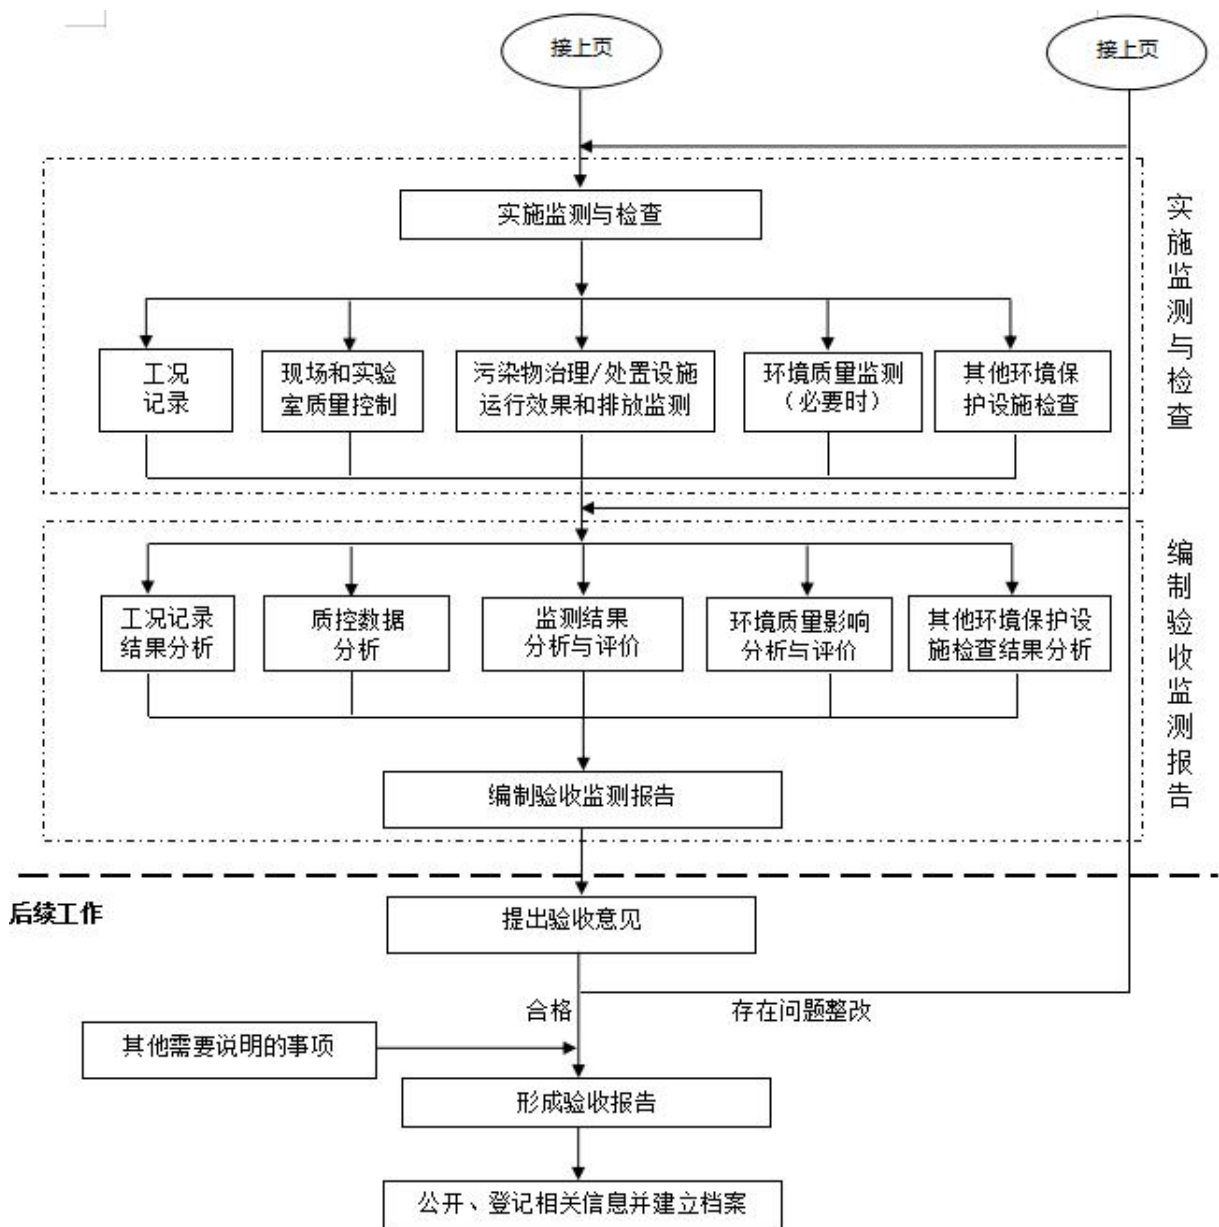 接上页
接上页
实施监测与检查
实施监测与检查
工况
记录
现场和实验
室质量控制
污染物治理/处置设施
运行效果和排放监测
环境质量监测
（必要时）
其他环境保
护设施检查
编制验收监测报告
工况记录
结果分析
质控数据
分析
监测结果
分析与评价
环境质量影响
分析与评价
其他环境保护设
施检查结果分析
编制验收监测报告
后续工作
提出验收意见
合格
存在问题整改
其他需要说明的事项
形成验收报告
公开、登记相关信息并建立档案